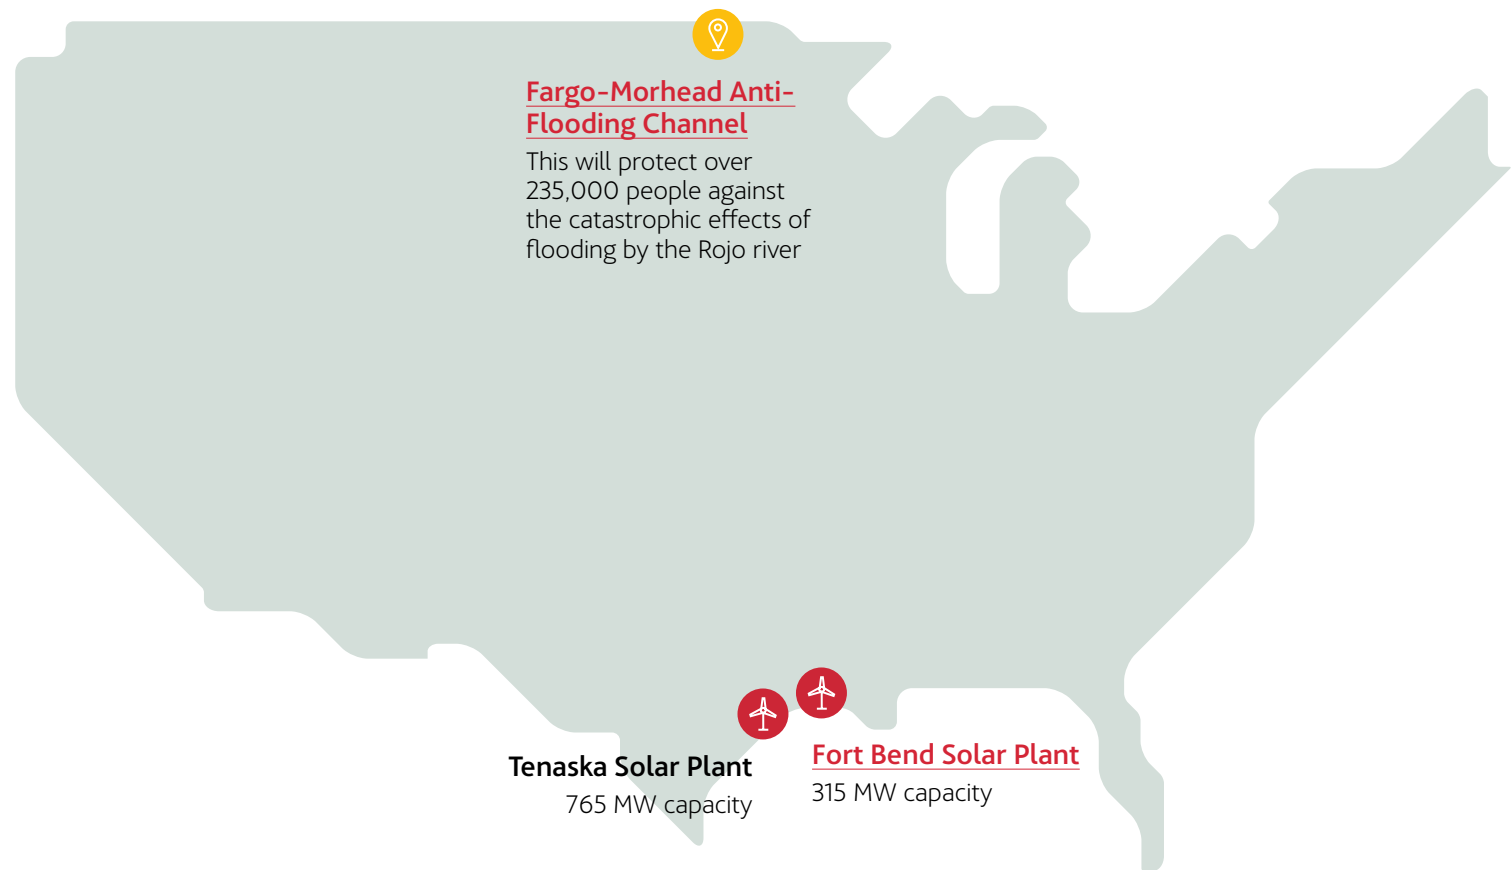 Fargo-Morhead Anti-
Flooding Channel
This will protect over
235,000 people against
the catastrophic effects of
flooding by the Rojo river
Tenaska Solar Plant
765 MW capacity
Fort Bend Solar Plant
315 MW capacity